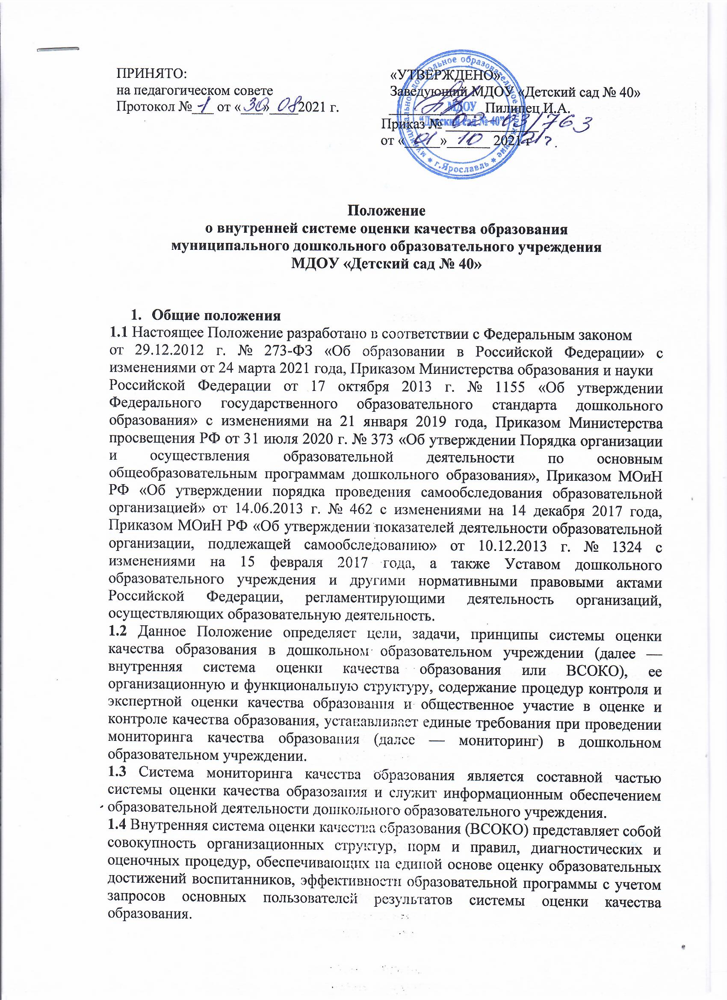 ПРИНЯТО:
на педагогическом совете
Протокол № 1 от «30» 08 2021 г.
«УТВЕРЖДЕНО»
Заведующий МДОУ «Детский сад № 40»
Пилипец И.А.
Приказ № 02-03/763
от «01» 10 2021 г
21 г.
муниципальное дошкольное образовательное учреждение * г.Ярославль *
МДОУ
“Детский сад № 40”
Положение
о внутренней системе оценки качества образования
муниципального дошкольного образовательного учреждения
МДОУ «Детский сад № 40»
1. Общие положения
1.1 Настоящее Положение разработано в соответствии с Федеральным законом
от 29.12.2012 г. № 273-ФЗ «Об образовании в Российской Федерации» с
изменениями от 24 марта 2021 года, Приказом Министерства образования и науки
Российской Федерации от 17 октября 2013 г. № 1155 «Об утверждении
Федерального государственного образовательного стандарта дошкольного
образования» с изменениями на 21 января 2019 года, Приказом Министерства
просвещения РФ от 31 июля 2020 г. № 373 «Об утверждении Порядка организации
и осуществления образовательной деятельности по основным
общеобразовательным программам дошкольного образования», Приказом МОиН
РФ «Об утверждении порядка проведения самообследования образовательной
организацией» от 14.06.2013 г. № 462 с изменениями на 14 декабря 2017 года,
Приказом МОиН РФ «Об утверждении показателей деятельности образовательной
организации, подлежащей самообследованию» от 10.12.2013 г. № 1324 с
изменениями на 15 февраля 2017 года, а также Уставом дошкольного
образовательного учреждения и другими нормативными правовыми актами
Российской Федерации, регламентирующими деятельность организаций,
осуществляющих образовательную деятельность.
1.2 Данное Положение определяет цели, задачи, принципы системы оценки
качества образования в дошкольном образовательном учреждении (далее —
внутренняя система оценки качества образования или ВСОКО), ее
организационную и функциональную структуру, содержание процедур контроля и
экспертной оценки качества образования и общественное участие в оценке и
контроле качества образования, устанавливает единые требования при проведении
мониторинга качества образования (далее — мониторинг) в дошкольном
образовательном учреждении.
1.3 Система мониторинга качества образования является составной частью
системы оценки качества образования и служит информационным обеспечением
образовательной деятельности дошкольного образовательного учреждения.
1.4 Внутренняя система оценки качества образования (ВСОКО) представляет собой
совокупность организационных структур, норм и правил, диагностических и
оценочных процедур, обеспечивающих на единой основе оценку образовательных
достижений воспитанников, эффективности образовательной программы с учетом
запросов основных пользователей результатов системы оценки качества
образования.